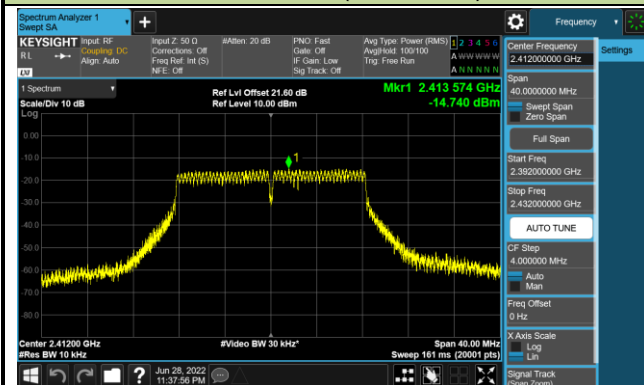 Spectrum Analyzer 1
Swept SA
Frequency
KEYSIGHT
Input: RF
Coupling: DC
Align: Auto
RL
LXI
Input Z: 50 Ω
Corrections: Off
Freq Ref: Int (S)
NFE: Off
#Atten: 20 dB
PNO: Fast
Gate: Off
IF Gain: Low
Sig Track: Off
Avg Type: Power (RMS)
Avg|Hold: 100/100
Trig: Free Run
1 2 3 4 5 6
A W W W W W
A N N N N N
1 Spectrum
Scale/Div 10 dB
Log
Ref Lvl Offset 21.60 dB
Ref Level 10.00 dBm
Mkr1 2.413 574 GHz
-14.740 dBm
0.00
-10.0
-20.0
-30.0
-40.0
-50.0
-60.0
-70.0
-80.0
1
Center 2.41200 GHz
#Res BW 10 kHz
#Video BW 30 kHz*
Span 40.00 MHz
Sweep 161 ms (20001 pts)
Jun 28, 2022
11:37:56 PM
Center Frequency
2.412000000 GHz
Settings
Span
40.0000000 MHz
Swept Span
Zero Span
Full Span
Start Freq
2.392000000 GHz
Stop Freq
2.432000000 GHz
AUTO TUNE
CF Step
4.000000 MHz
Auto
Man
Freq Offset
0 Hz
X Axis Scale
Log
Lin
Signal Track
(Span Zoom)